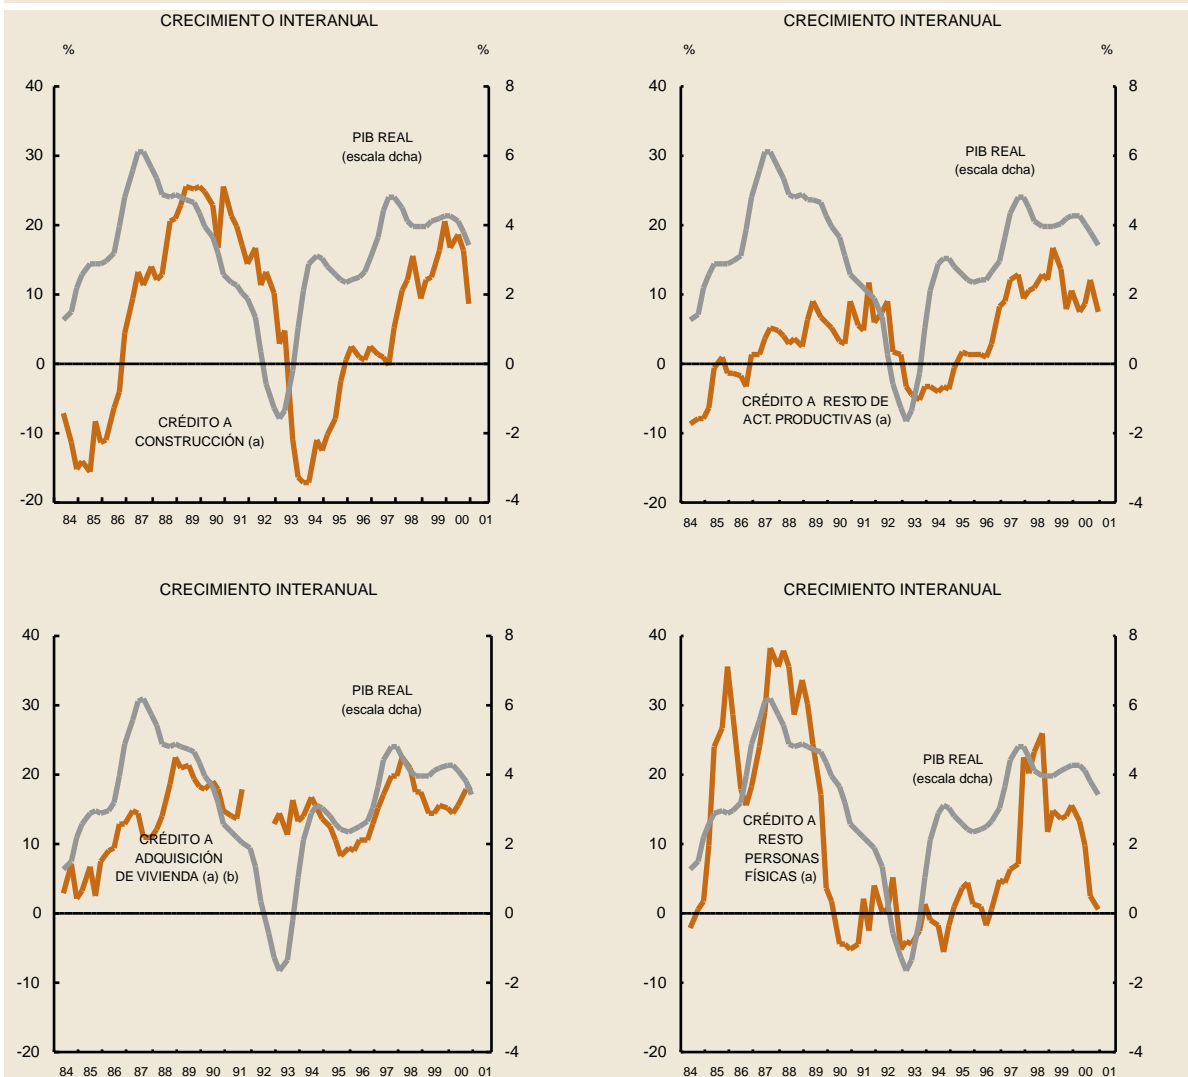 CRECIMIENTO INTERANUAL
%
%
40
30
20
10
0
-10
-20
8
6
4
2
0
-2
-4
PIB REAL
(escala dcha)
CRÉDITO A
CONSTRUCCIÓN (a)
84 85 86 87 88 89 90 91 92 93 94 95 96 97 98 99 00 01
CRECIMIENTO INTERANUAL
%
%
40
30
20
10
0
-10
-20
8
6
4
2
0
-2
-4
PIB REAL
(escala dcha)
CRÉDITO A RESTO DE
ACT. PRODUCTIVAS (a)
84 85 86 87 88 89 90 91 92 93 94 95 96 97 98 99 00 01
CRECIMIENTO INTERANUAL
40
30
20
10
0
-10
-20
8
6
4
2
0
-2
-4
PIB REAL
(escala dcha)
CRÉDITO A
ADQUISICIÓN
DE VIVIENDA (a) (b)
84 85 86 87 88 89 90 91 92 93 94 95 96 97 98 99 00 01
CRECIMIENTO INTERANUAL
40
30
20
10
0
-10
-20
8
6
4
2
0
-2
-4
PIB REAL
(escala dcha)
CRÉDITO A
RESTO
PERSONAS
FÍSICAS (a)
84 85 86 87 88 89 90 91 92 93 94 95 96 97 98 99 00 01